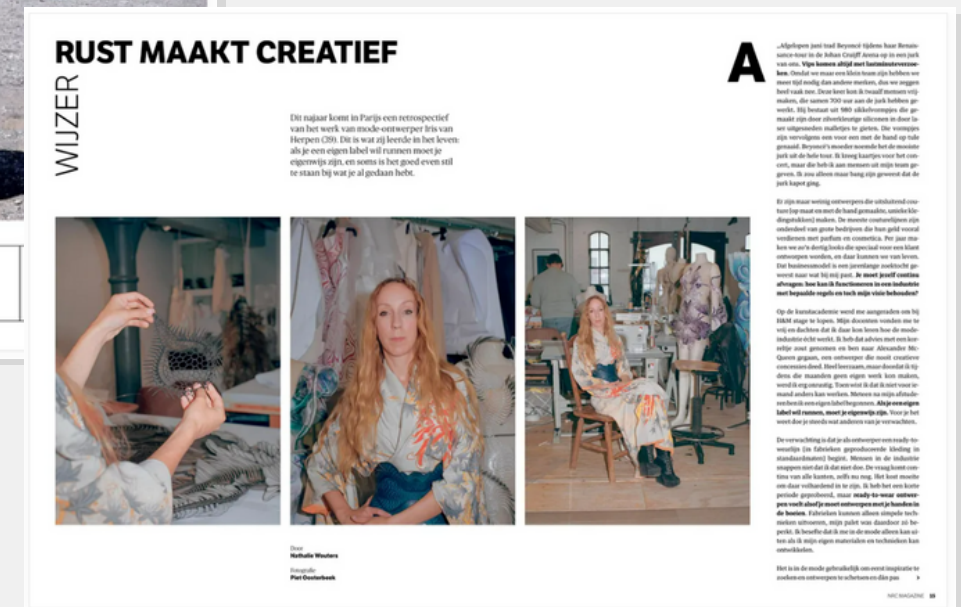 RUST MAAKT CREATIEF
WIJZER
Dit najaar komt in Parijs een retrospectief
van het werk van mode-ontwerper Iris van
Herpen (39). Dit is wat zij leerde in het leven:
als je een eigen label wil runnen moet je
eigenwijs zijn, en soms is het goed even stil
te staan bij wat je al gedaan hebt.
Door
Nathalie Wouters
Fotografie
Piet Oosterbeek
A
„Afgelopen juni trad Beyoncé tijdens haar Renais-
sance-tour in de Johan Cruijff Arena op in een jurk
van ons. Vips komen altijd met lastminuteverzoe-
ken. Omdat we maar een klein team zijn hebben we
meer tijd nodig dan andere merken, dus we zeggen
heel vaak nee. Deze keer kon ik twaalf mensen vrij-
maken, die samen 700 uur aan de jurk hebben ge-
werkt. Hij bestaat uit 980 sikkelvormpjes die ge-
maakt zijn door zilverkleurige siliconen in door la-
ser uitgesneden malletjes te gieten. Die vormpjes
zijn vervolgens een voor een met de hand op tule
genaaid. Beyoncé's moeder noemde het de mooiste
jurk uit de hele tour. Ik kreeg kaartjes voor het con-
cert, maar die heb ik aan mensen uit mijn team ge-
geven. Ik zou alleen maar bang zijn geweest dat de
jurk kapot ging.
Er zijn maar weinig ontwerpers die uitsluitend cou-
ture [op maat en met de hand gemaakte, unieke kle-
dingstukken] maken. De meeste couturelijnen zijn
onderdeel van grote bedrijven die hun geld vooral
verdienen met parfum en cosmetica. Per jaar ma-
ken we zo'n dertig looks die speciaal voor een klant
ontworpen worden, en daar kunnen we van leven.
Dat businessmodel is een jarenlange zoektocht ge-
weest naar wat bij mij past. Je moet jezelf continu
afvragen: hoe kan ik functioneren in een industrie
met bepaalde regels en toch mijn visie behouden?
Op de kunstacademie werd me aangeraden om bij
H&M stage te lopen. Mijn docenten vonden me te
vrij en dachten dat ik daar kon leren hoe de mode-
industrie écht werkt. Ik heb dat advies met een kor-
reltje zout genomen en ben naar Alexander Mc-
Queen gegaan, een ontwerper die nooit creatieve
concessies deed. Heel leerzaam, maar doordat ik tij-
dens die maanden geen eigen werk kon maken,
werd ik erg onrustig. Toen wist ik dat ik niet voor ie-
mand anders kan werken. Meteen na mijn afstude-
ren ben ik een eigen label begonnen. Als je een eigen
label wil runnen, moet je eigenwijs zijn. Voor je het
weet doe je steeds wat anderen van je verwachten.
De verwachting is dat je als ontwerper een ready-to-
wearlijn [in fabrieken geproduceerde kleding in
standaardmaten] begint. Mensen in de industrie
snappen niet dat ik dat niet doe. De vraag komt con-
tinu van alle kanten, zelfs nu nog. Het kost moeite
om daar volhardend in te zijn. Ik heb het een korte
periode geprobeerd, maar ready-to-wear ontwer-
pen voelt alsof je moet ontwerpen met je handen in
de boeien. Fabrieken kunnen alleen simpele tech-
nieken uitvoeren, mijn palet was daardoor zó be-
perkt. Ik besefte dat ik me in de mode alleen kan ui-
ten als ik mijn eigen materialen en technieken kan
ontwikkelen.
Het is in de mode gebruikelijk om eerst inspiratie te
zoeken en ontwerpen te schetsen en dán pas
NRC MAGAZINE